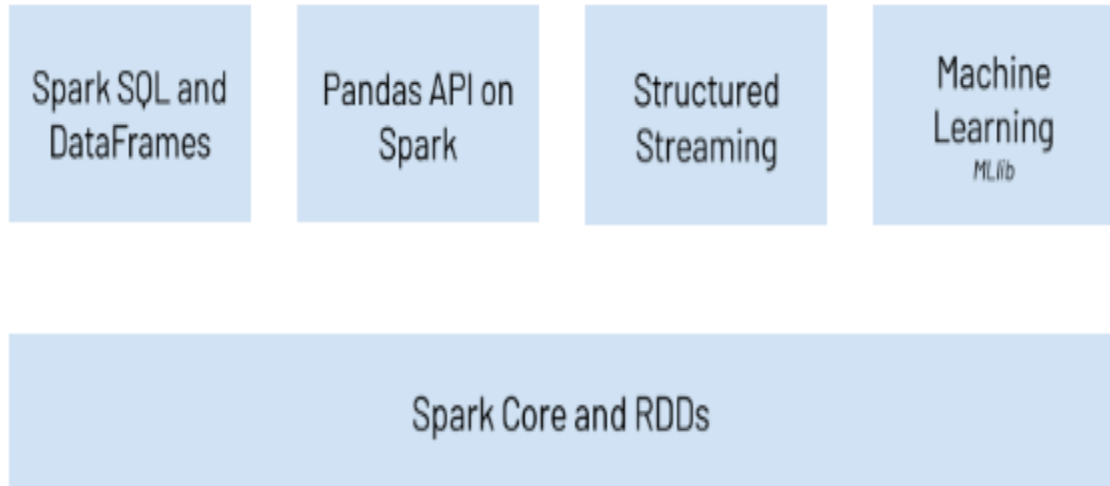 Spark SQL and
DataFrames
Pandas API on
Spark
Structured
Streaming
Machine
Learning
MLlib
Spark Core and RDDs